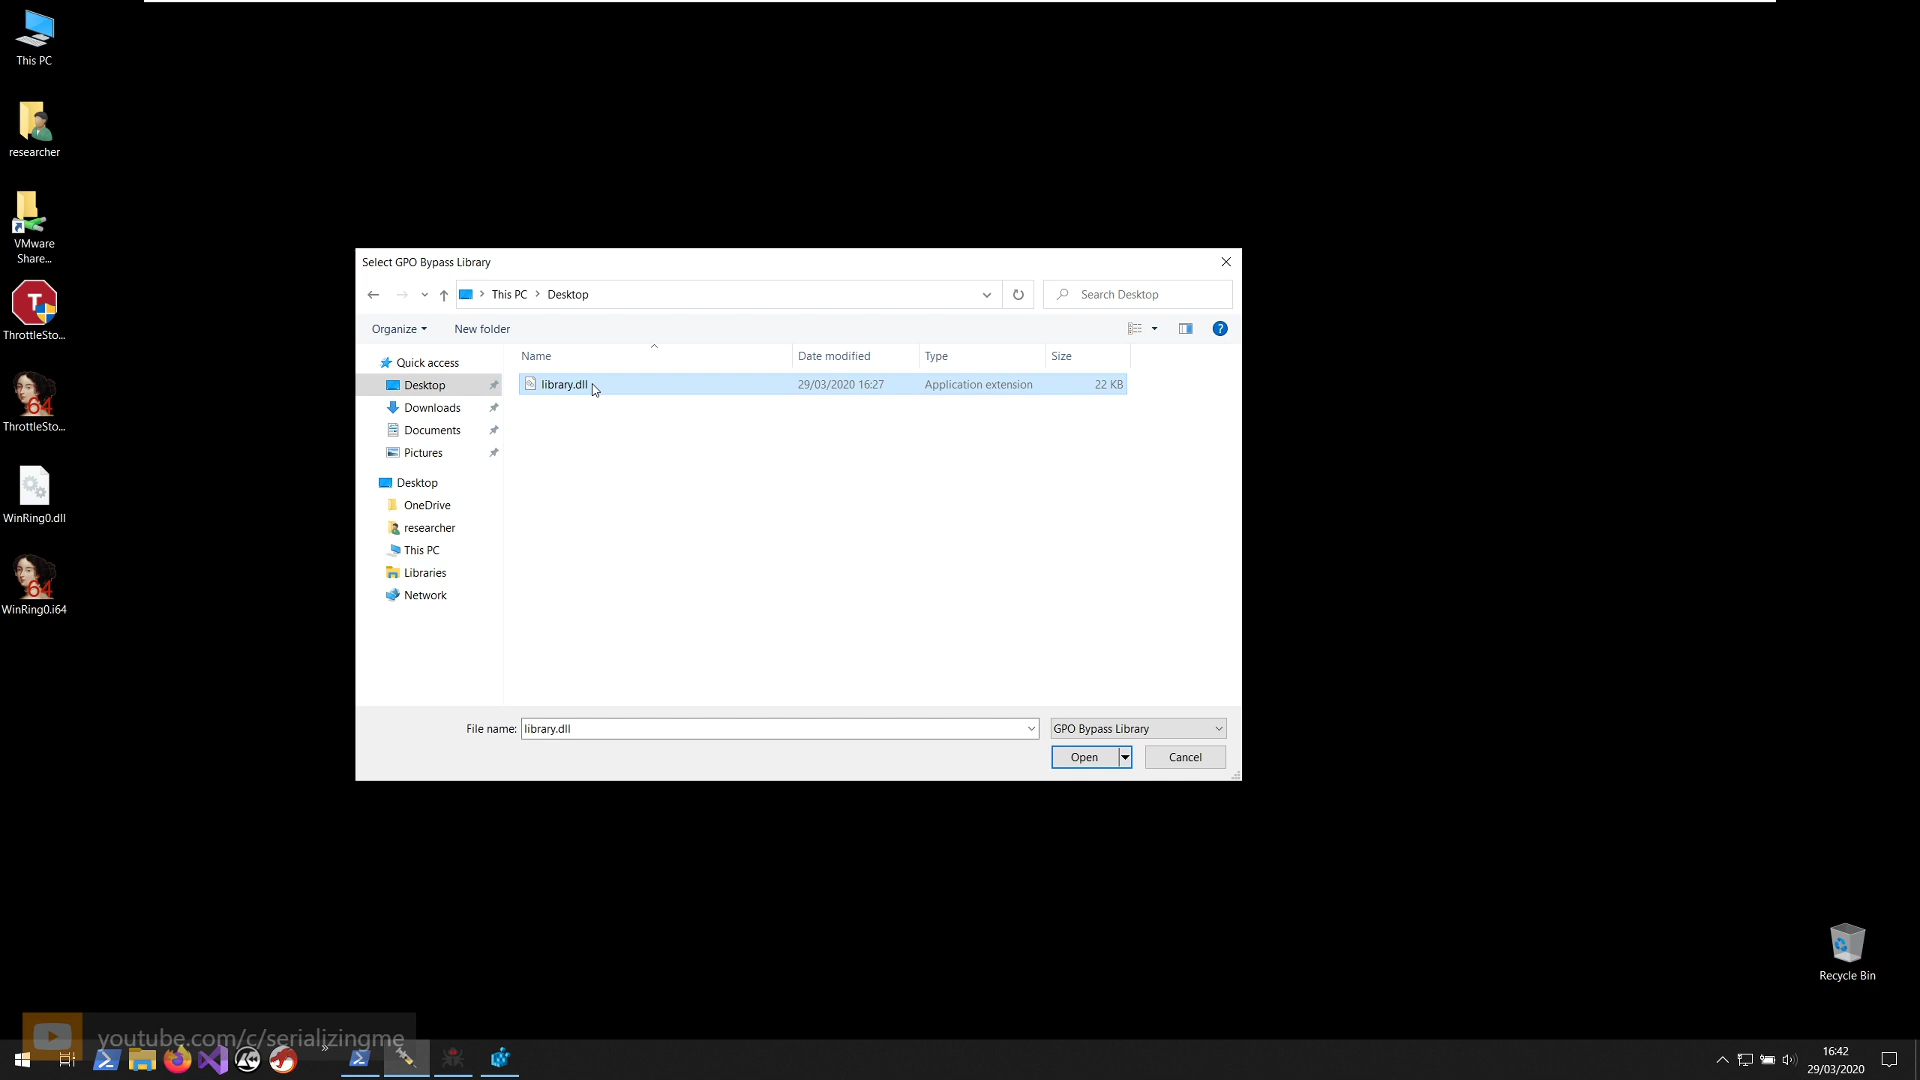 This PC
researcher
VMware
Share...
ThrottleSto...
64
ThrottleSto...
WinRing0.dll
64
WinRing0.i64
Select GPO Bypass Library
This PC > Desktop
Search Desktop
Organize
New folder
?
Quick access
Desktop
Downloads
Documents
Pictures
Desktop
OneDrive
researcher
This PC
Libraries
Network
Name Date modified Type Size
library.dll 29/03/2020 16:27 Application extension 22 KB
File name: library.dll
GPO Bypass Library
Open
Cancel
Recycle Bin
youtube.com/c/serializingme
16:42
29/03/2020